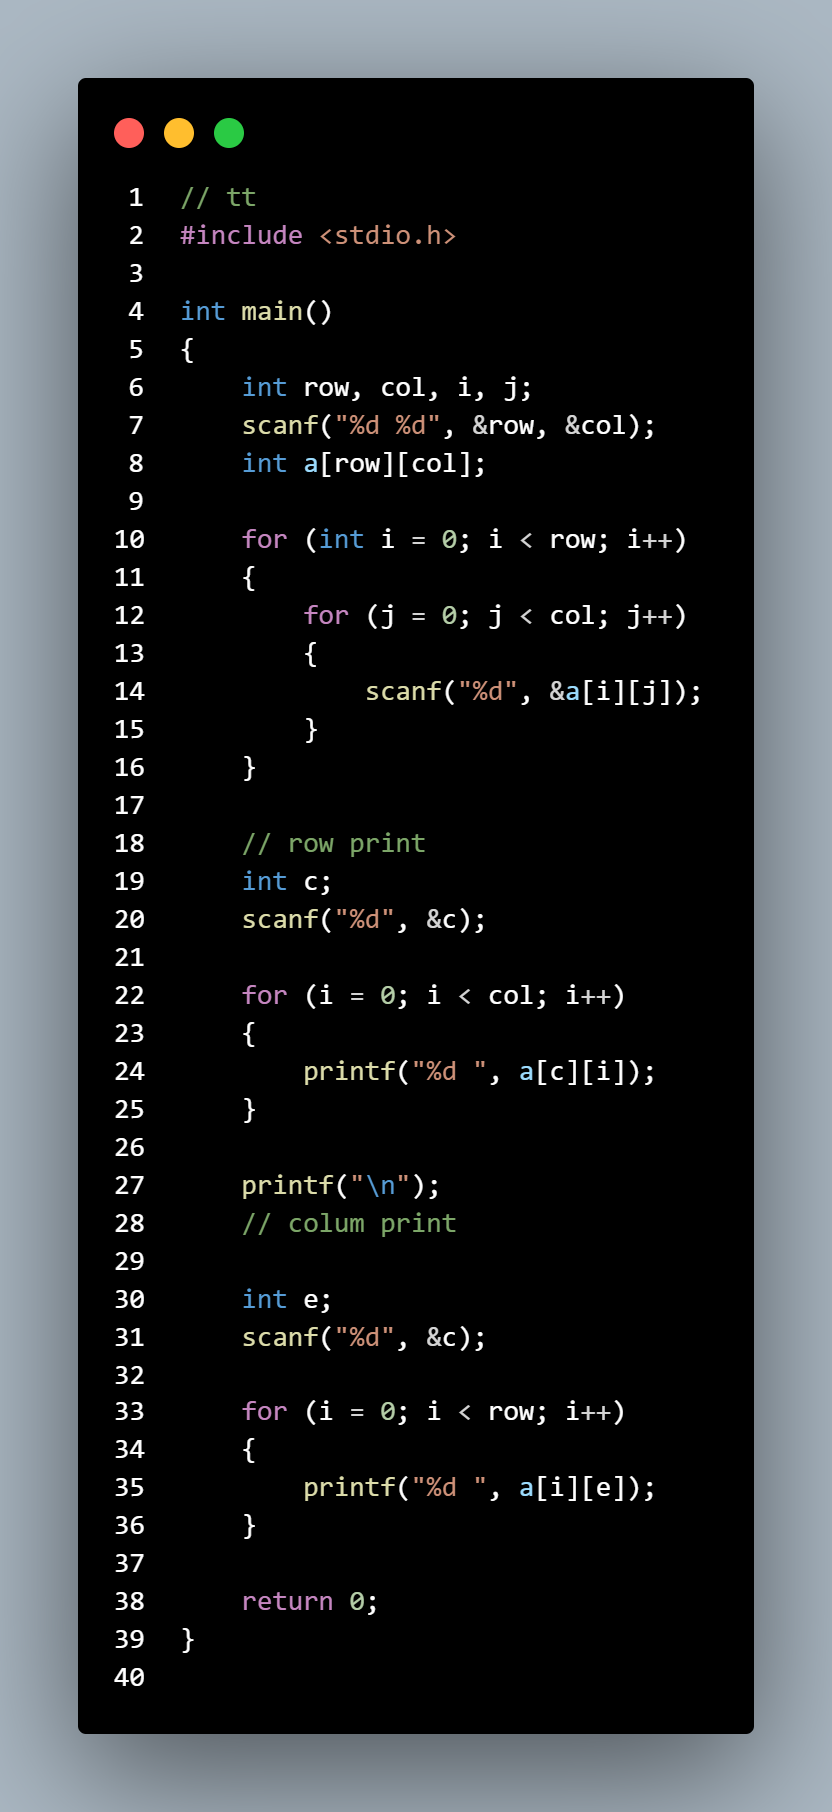 1 // tt
2 #include <stdio.h>
3
4 int main()
5 {
6     int row, col, i, j;
7     scanf("%d %d", &row, &col);
8     int a[row][col];
9
10     for (int i = 0; i < row; i++)
11     {
12         for (j = 0; j < col; j++)
13         {
14             scanf("%d", &a[i][j]);
15         }
16     }
17
18     // row print
19     int c;
20     scanf("%d", &c);
21
22     for (i = 0; i < col; i++)
23     {
24         printf("%d ", a[c][i]);
25     }
26
27     printf("\n");
28     // colum print
29
30     int e;
31     scanf("%d", &c);
32
33     for (i = 0; i < row; i++)
34     {
35         printf("%d ", a[i][e]);
36     }
37
38     return 0;
39 }
40